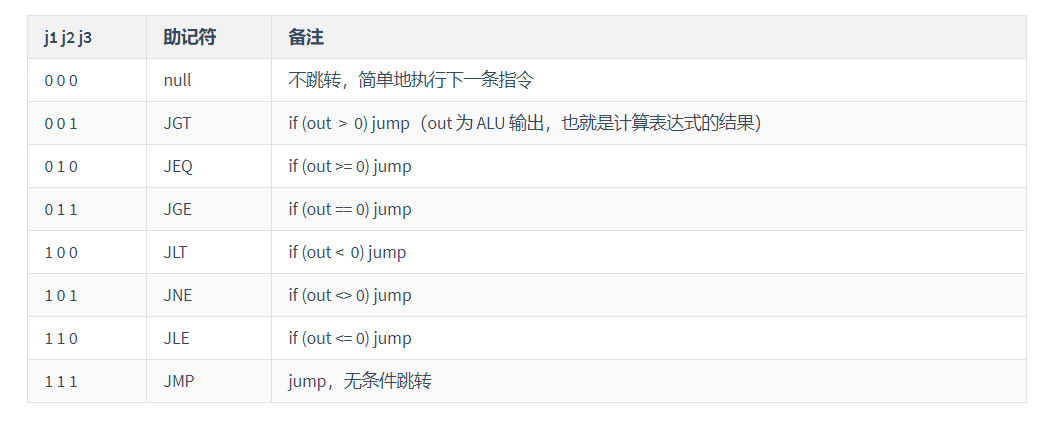 j1 j2 j3 助记符 备注
0 0 0 null 不跳转，简单地执行下一条指令
0 0 1 JGT if (out > 0) jump（out 为 ALU 输出，也就是计算表达式的结果）
0 1 0 JEQ if (out >= 0) jump
0 1 1 JGE if (out == 0) jump
1 0 0 JLT if (out < 0) jump
1 0 1 JNE if (out <> 0) jump
1 1 0 JLE if (out <= 0) jump
1 1 1 JMP jump，无条件跳转